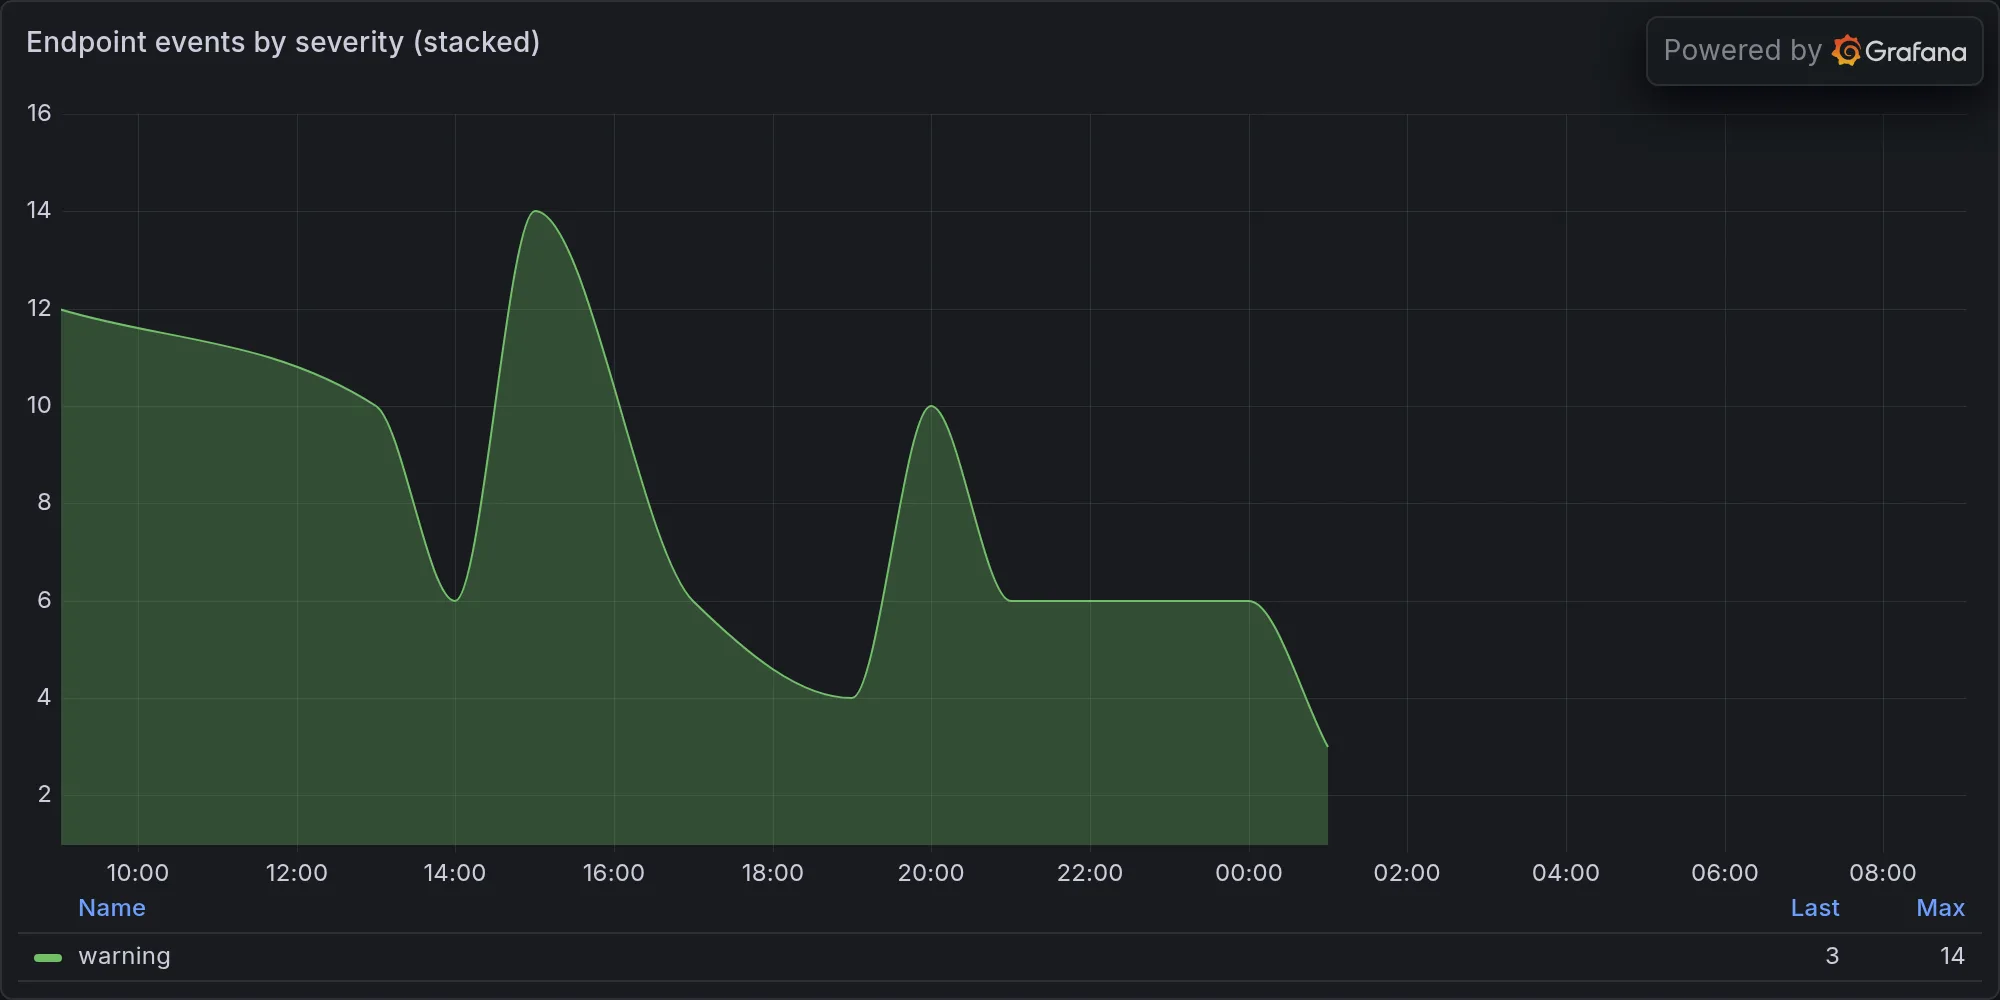 Endpoint events by severity (stacked)
Powered by Grafana
16
14
12
10
8
6
4
2
10:00 12:00 14:00 16:00 18:00 20:00 22:00 00:00 02:00 04:00 06:00 08:00
Name Last Max
warning 3 14